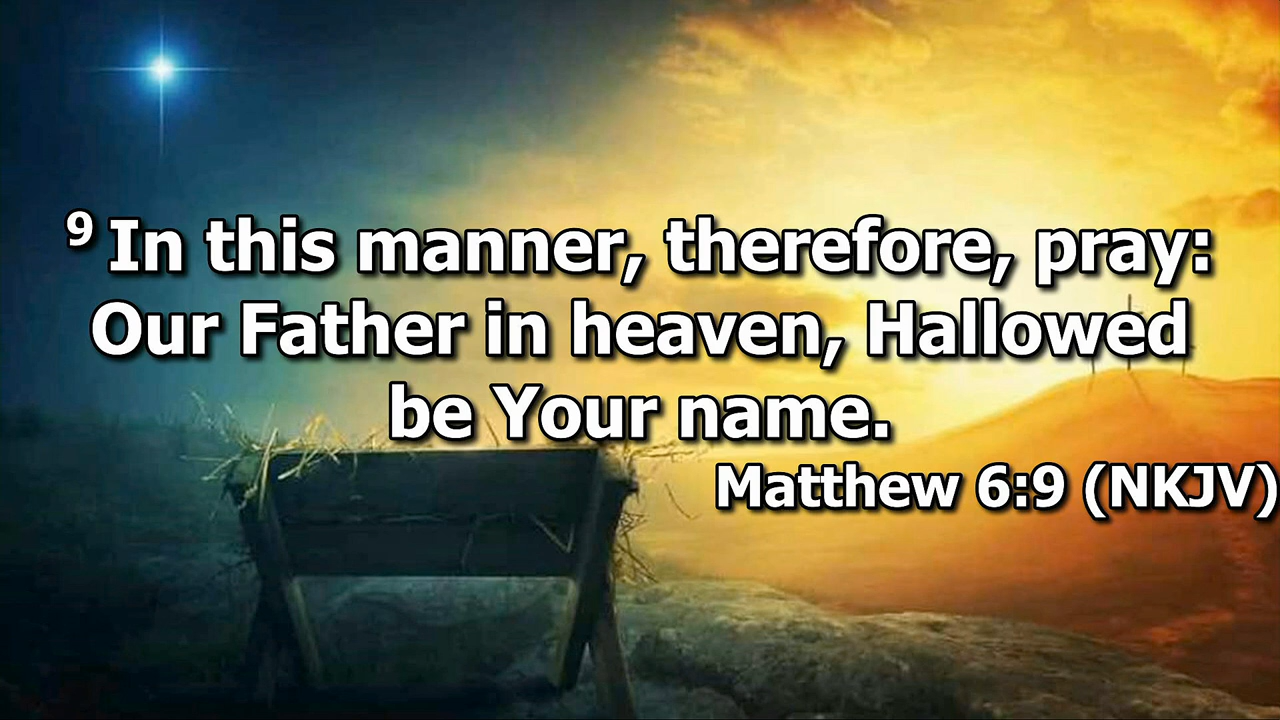 9 In this manner, therefore, pray:
Our Father in heaven, Hallowed
be Your name.
Matthew 6:9 (NKJV)